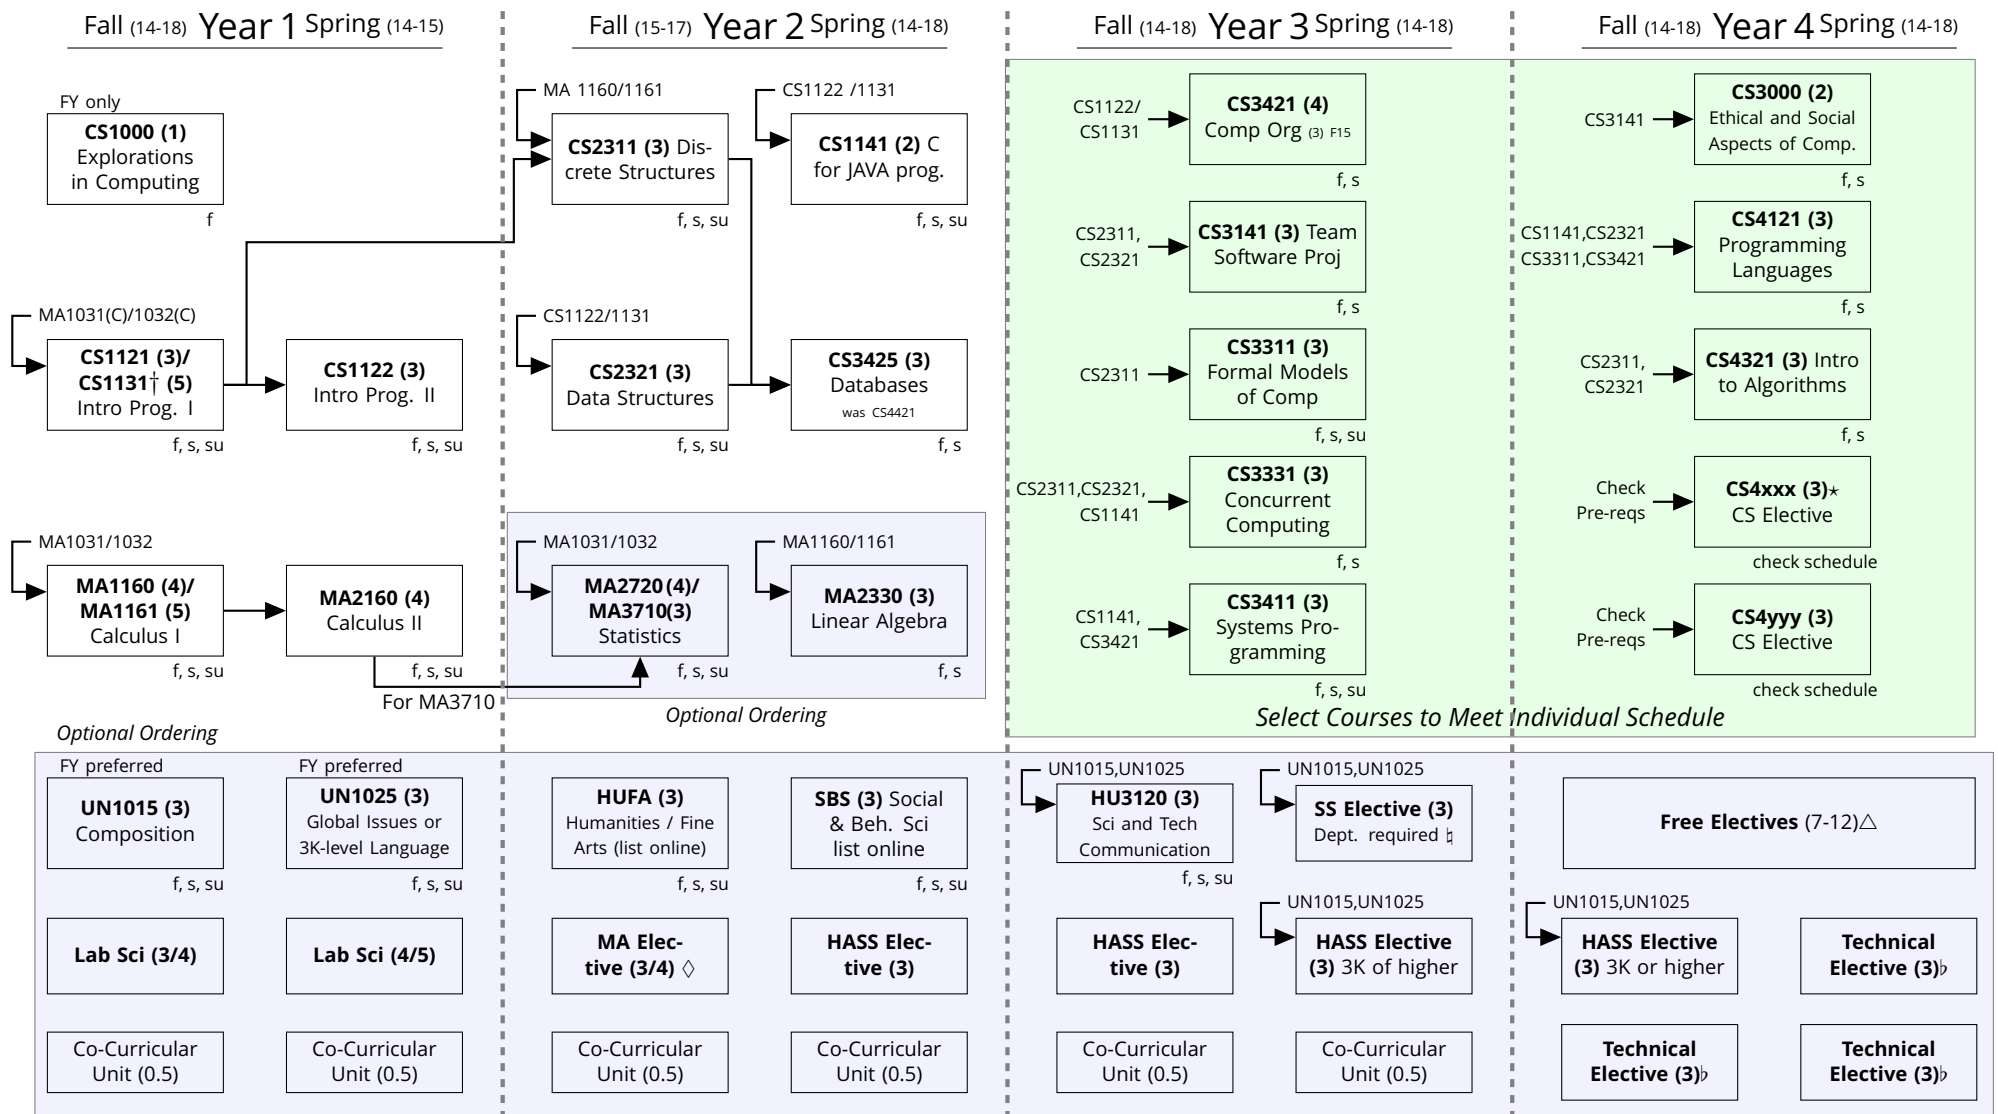 Fall (14-18) Year 1 Spring (14-15)
Fall (15-17) Year 2 Spring (14-18)
Fall (14-18) Year 3 Spring (14-18)
Fall (14-18) Year 4 Spring (14-18)
FY only
CS1000 (1)
Explorations
in Computing
f
MA 1160/1161
CS2311 (3) Dis-
crete Structures
f, s, su
CS1122 /1131
CS1141 (2) C
for JAVA prog.
f, s, su
CS1122/
CS1131
CS3421 (4)
Comp Org (3) F15
f, s
CS3141
CS3000 (2)
Ethical and Social
Aspects of Comp.
f, s
CS2311,
CS2321
CS3141 (3) Team
Software Proj
f, s
CS1141,CS2321
CS3311,CS3421
CS4121 (3)
Programming
Languages
f, s
MA1031(C)/1032(C)
CS1121 (3)/
CS1131† (5)
Intro Prog. I
f, s, su
CS1122 (3)
Intro Prog. II
f, s, su
CS1122/1131
CS2321 (3)
Data Structures
f, s, su
CS3425 (3)
Databases
was CS4421
f, s
CS2311
CS3311 (3)
Formal Models
of Comp
f, s, su
CS2311,
CS2321
CS4321 (3) Intro
to Algorithms
f, s
CS2311,CS2321,
CS1141
CS3331 (3)
Concurrent
Computing
f, s
Check
Pre-reqs
CS4xxx (3)⋆
CS Elective
check schedule
MA1031/1032
MA1160 (4)/
MA1161 (5)
Calculus I
f, s, su
MA2160 (4)
Calculus II
f, s, su
For MA3710
MA1031/1032
MA2720 (4)/
MA3710(3)
Statistics
f, s, su
MA1160/1161
MA2330 (3)
Linear Algebra
f, s
Optional Ordering
CS1141,
CS3421
CS3411 (3)
Systems Pro-
gramming
f, s, su
Check
Pre-reqs
CS4yyy (3)
CS Elective
check schedule
Select Courses to Meet Individual Schedule
Optional Ordering
FY preferred
UN1015 (3)
Composition
f, s, su
FY preferred
UN1025 (3)
Global Issues or
3K-level Language
f, s, su
HUFA (3)
Humanities / Fine
Arts (list online)
f, s, su
SBS (3) Social
& Beh. Sci
list online
f, s, su
UN1015,UN1025
HU3120 (3)
Sci and Tech
Communication
f, s, su
UN1015,UN1025
SS Elective (3)
Dept. required ♮
Free Electives (7-12)△
Lab Sci (3/4)
Lab Sci (4/5)
MA Elec-
tive (3/4) ♢
HASS Elec-
tive (3)
HASS Elec-
tive (3)
UN1015,UN1025
HASS Elective
(3) 3K of higher
UN1015,UN1025
HASS Elective
(3) 3K or higher
Technical
Elective (3)♭
Co-Curricular
Unit (0.5)
Co-Curricular
Unit (0.5)
Co-Curricular
Unit (0.5)
Co-Curricular
Unit (0.5)
Co-Curricular
Unit (0.5)
Co-Curricular
Unit (0.5)
Technical
Elective (3)♭
Technical
Elective (3)♭